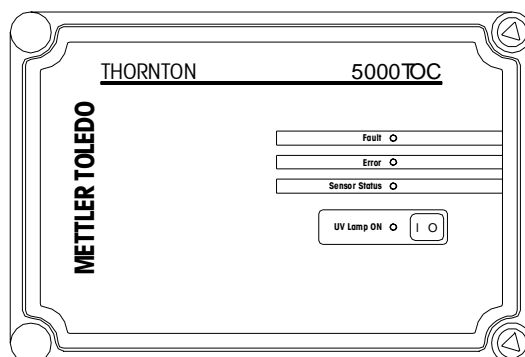 THORNTON 5000TOC
METTLER TOLEDO
Fault
Error
Sensor Status
UV Lamp ON I O